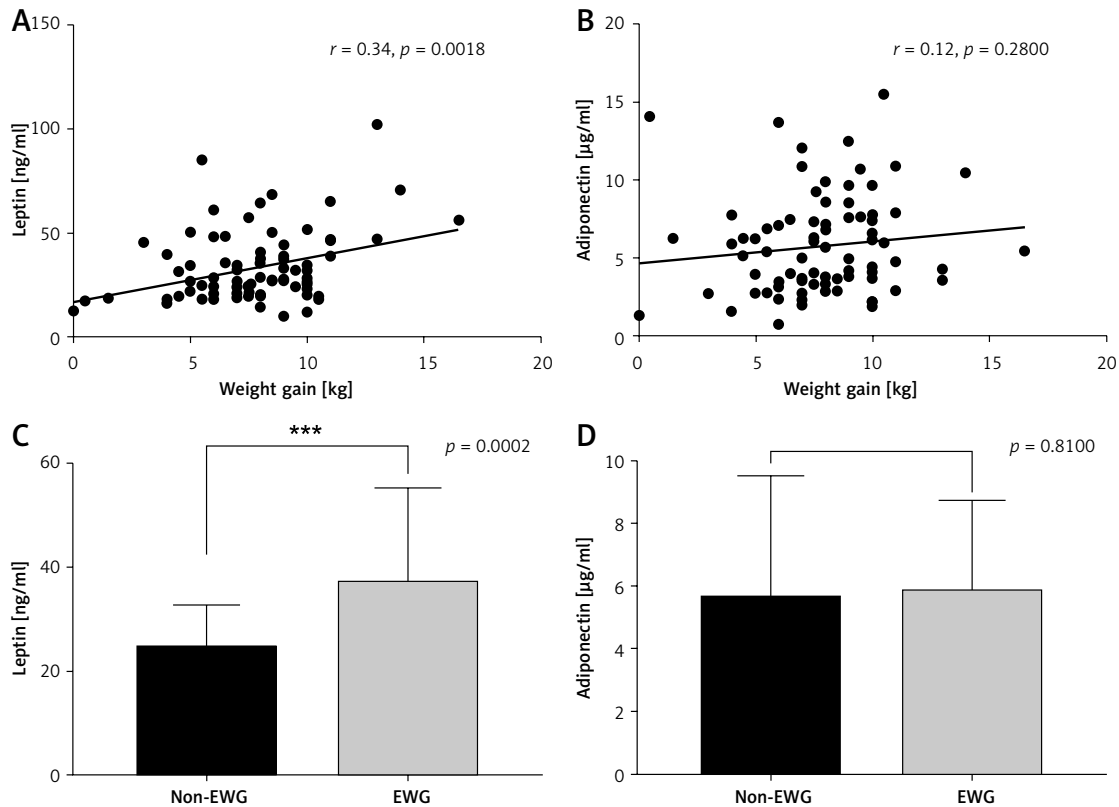 A
r = 0.34, p = 0.0018
Leptin [ng/ml]
150
100
50
0
0 5 10 15 20
Weight gain [kg]
B
r = 0.12, p = 0.2800
Adiponectin [µg/ml]
20
15
10
5
0
0 5 10 15 20
Weight gain [kg]
C
***
p = 0.0002
Leptin [ng/ml]
60
40
20
0
Non-EWG EWG
D
p = 0.8100
Adiponectin [µg/ml]
10
8
6
4
2
0
Non-EWG EWG